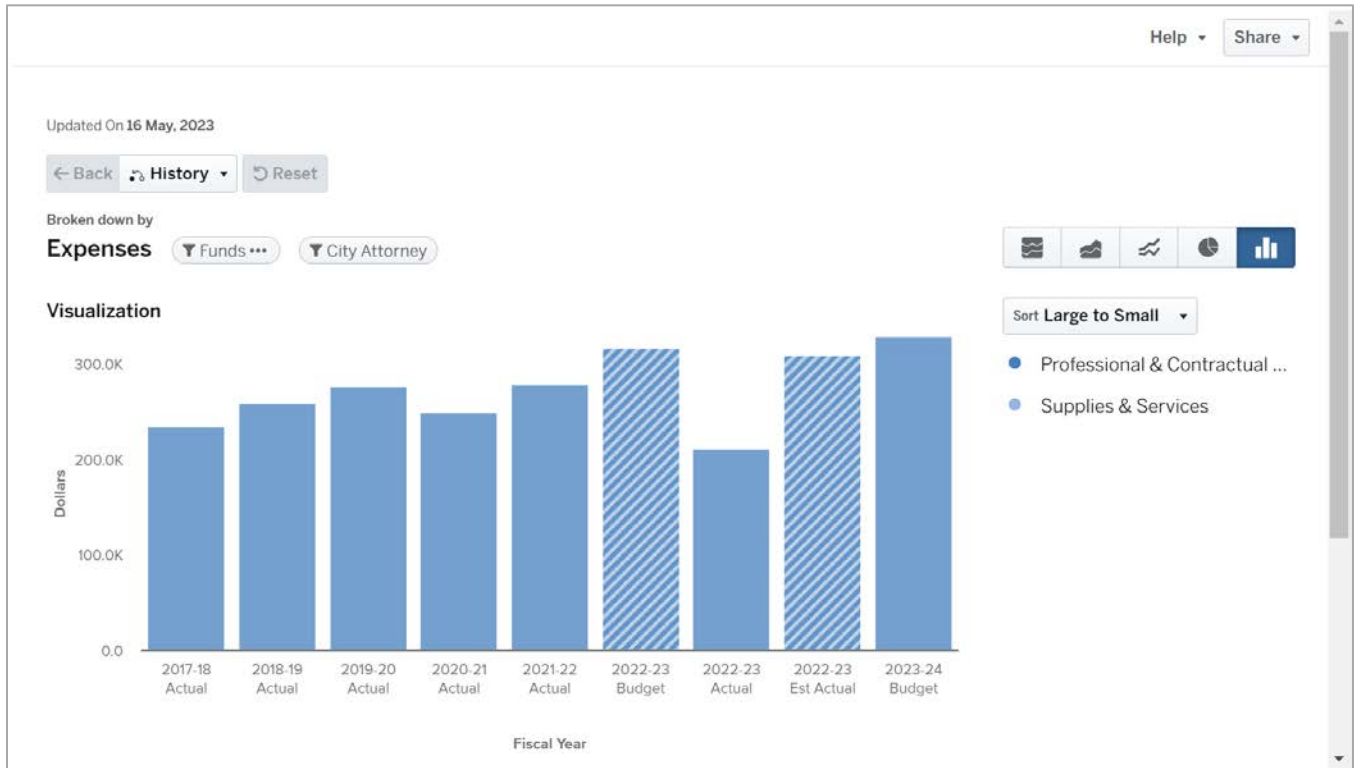 Help
Share
Updated On 16 May, 2023
Back
History
Reset
Broken down by
Expenses
Funds •••
City Attorney
Visualization
Sort Large to Small
Professional & Contractual ...
Supplies & Services
Dollars
300.0K
200.0K
100.0K
0.0
2017-18 Actual
2018-19 Actual
2019-20 Actual
2020-21 Actual
2021-22 Actual
2022-23 Budget
2022-23 Actual
2022-23 Est Actual
2023-24 Budget
Fiscal Year